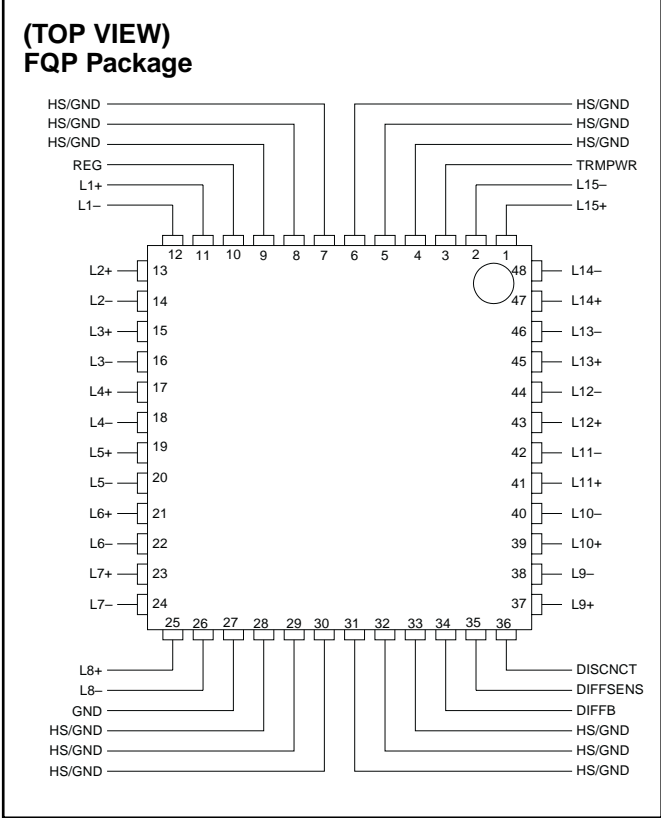 (TOP VIEW)
FQP Package
HS/GND HS/GND
HS/GND HS/GND
HS/GND HS/GND
REG TRMPWR
L1+ L15–
L1– L15+
12 11 10 9 8 7 6 5 4 3 2 1
L2+ 13 48 L14–
L2– 14 47 L14+
L3+ 15 46 L13–
L3– 16 45 L13+
L4+ 17 44 L12–
L4– 18 43 L12+
L5+ 19 42 L11–
L5– 20 41 L11+
L6+ 21 40 L10–
L6– 22 39 L10+
L7+ 23 38 L9–
L7– 24 37 L9+
25 26 27 28 29 30 31 32 33 34 35 36
L8+ DISCNCT
L8– DIFFSENS
GND DIFFB
HS/GND HS/GND
HS/GND HS/GND
HS/GND HS/GND